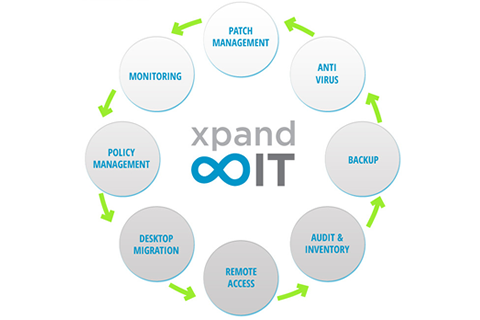 PATCH
MANAGEMENT
ANTI
VIRUS
BACKUP
AUDIT &
INVENTORY
REMOTE
ACCESS
DESKTOP
MIGRATION
POLICY
MANAGEMENT
MONITORING
xpand
IT